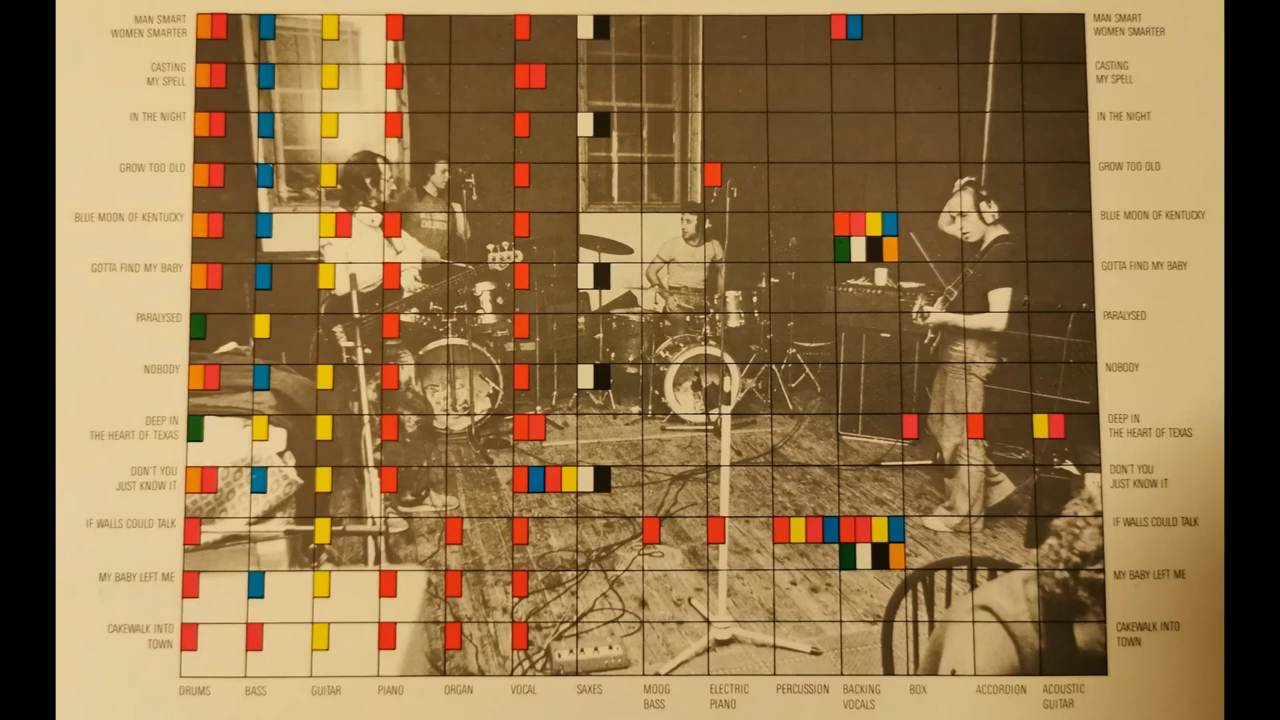 MAN SMART
WOMEN SMARTER
MAN SMART
WOMEN SMARTER
CASTING
MY SPELL
CASTING
MY SPELL
IN THE NIGHT
IN THE NIGHT
GROW TOO OLD
GROW TOO OLD
BLUE MOON OF KENTUCKY
BLUE MOON OF KENTUCKY
GOTTA FIND MY BABY
GOTTA FIND MY BABY
PARALYSED
PARALYSED
NOBODY
NOBODY
DEEP IN
THE HEART OF TEXAS
DEEP IN
THE HEART OF TEXAS
DON'T YOU
JUST KNOW IT
DON'T YOU
JUST KNOW IT
IF WALLS COULD TALK
IF WALLS COULD TALK
MY BABY LEFT ME
MY BABY LEFT ME
CAKEWALK INTO
TOWN
CAKEWALK INTO
TOWN
DRUMS
BASS
GUITAR
PIANO
ORGAN
VOCAL
SAXES
MOOG
BASS
ELECTRIC
PIANO
PERCUSSION
BACKING
VOCALS
BOX
ACCORDION
ACOUSTIC
GUITAR